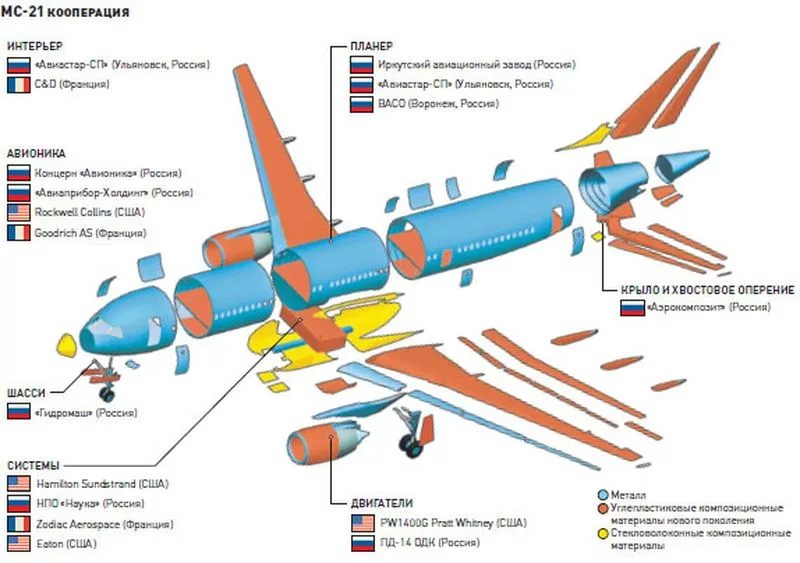 МС-21 КООПЕРАЦИЯ
ИНТЕРЬЕР
«Авиастар-СП» (Ульяновск, Россия)
C&D (Франция)
АВИОНИКА
Концерн «Авионика» (Россия)
«Авиаприбор-Холдинг» (Россия)
Rockwell Collins (США)
Goodrich AS (Франция)
ПЛАНЕР
Иркутский авиационный завод (Россия)
«Авиастар-СП» (Ульяновск, Россия)
ВАСО (Воронеж, Россия)
КРЫЛО И ХВОСТОВОЕ ОПЕРЕНИЕ
«Аэрокомпозит» (Россия)
ШАССИ
«Гидромаш» (Россия)
СИСТЕМЫ
Hamilton Sundstrand (США)
НПО «Наука» (Россия)
Zodiac Aerospace (Франция)
Eaton (США)
ДВИГАТЕЛИ
PW1400G Pratt Whitney (США)
ПД-14 ОДК (Россия)
Металл
Углепластиковые композиционные
материалы нового поколения
Стекловолоконные композиционные
материалы